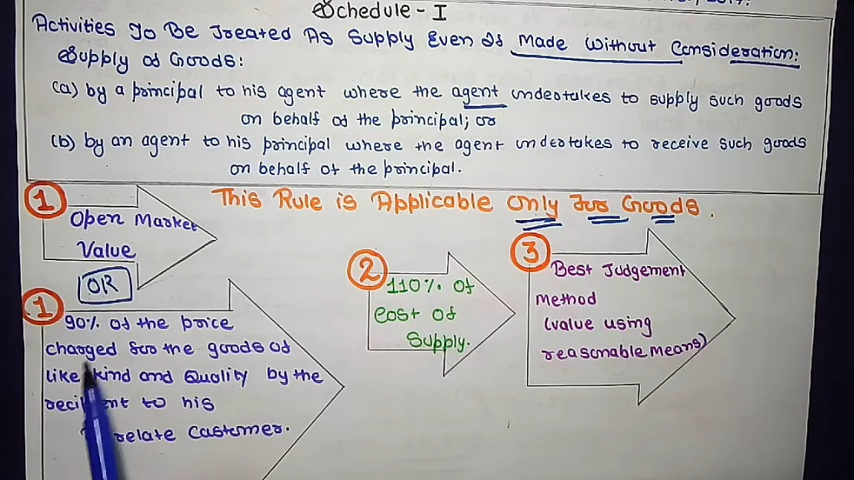 Schedule - I
Activities To Be Treated As Supply Even If Made Without Consideration:
Supply of Goods:
(a) by a principal to his agent where the agent undertakes to supply such goods
on behalf of the principal; or
(b) by an agent to his principal where the agent undertakes to receive such goods
on behalf of the principal.
This Rule is Applicable Only for Goods.
1
Open Market
Value
OR
1
90% of the price
charged for the goods of
like kind and Quality by the
to his
relate Customer.
2
110% of
cost of
Supply.
3
Best Judgement
Method
(value using
reasonable Means)